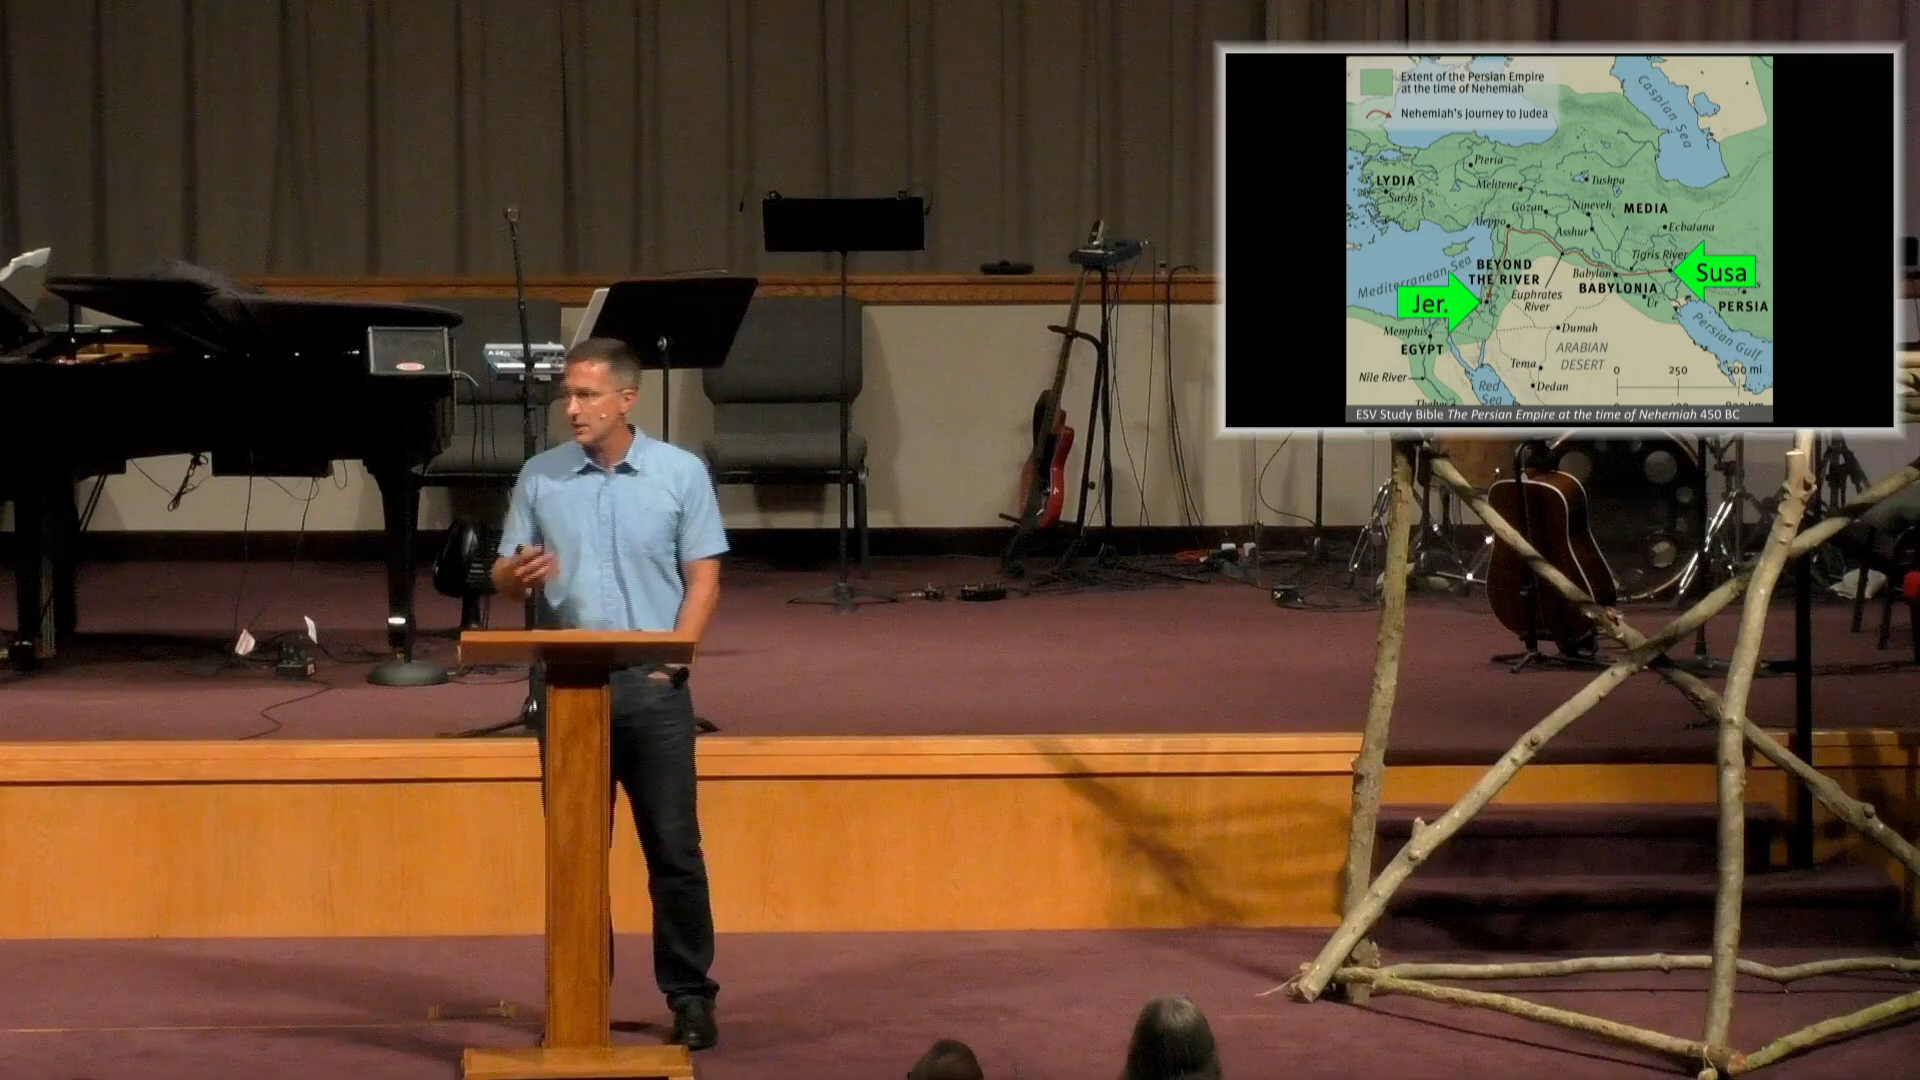 Extent of the Persian Empire
at the time of Nehemiah
Nehemiah's journey to Judea
Caspian Sea
Pteria
LYDIA
Sardis
Melitene
Tushpa
Gozan
Nineveh
MEDIA
Aleppo
Asshur
Ecbatana
Mediterranean Sea
BEYOND
THE RIVER
Tigris River
Susa
Babylon
BABYLONIA
Jer.
Euphrates
River
Ur
PERSIA
Memphis
EGYPT
Dumah
ARABIAN
DESERT
Persian Gulf
Tema
Nile River
Red
Sea
Dedan
0 250 500 mi
ESV Study Bible The Persian Empire at the time of Nehemiah 450 BC